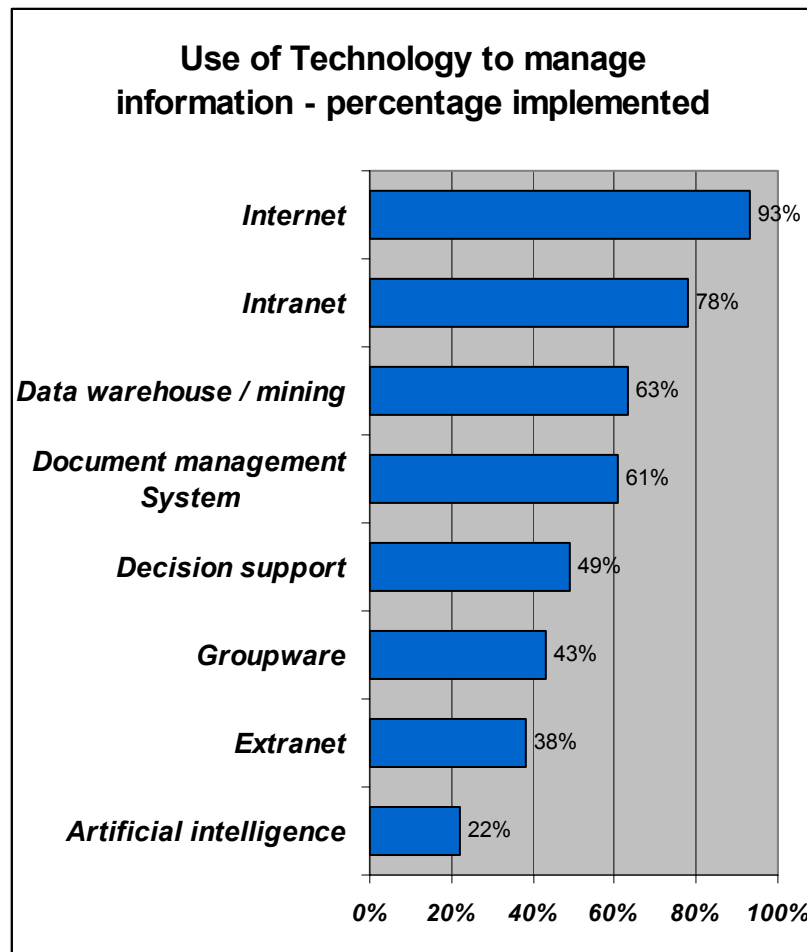 Use of Technology to manage
information - percentage implemented
Internet
93%
Intranet
78%
Data warehouse / mining
63%
Document management
System
61%
Decision support
49%
Groupware
43%
Extranet
38%
Artificial intelligence
22%
0% 20% 40% 60% 80% 100%